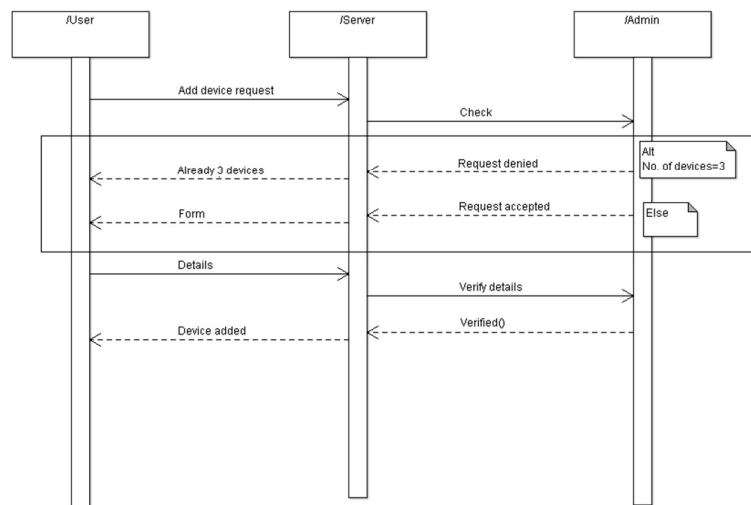 /User
/Server
/Admin
Add device request
Check
Alt
No. of devices=3
Request denied
Already 3 devices
Else
Request accepted
Form
Details
Verify details
Verified()
Device added